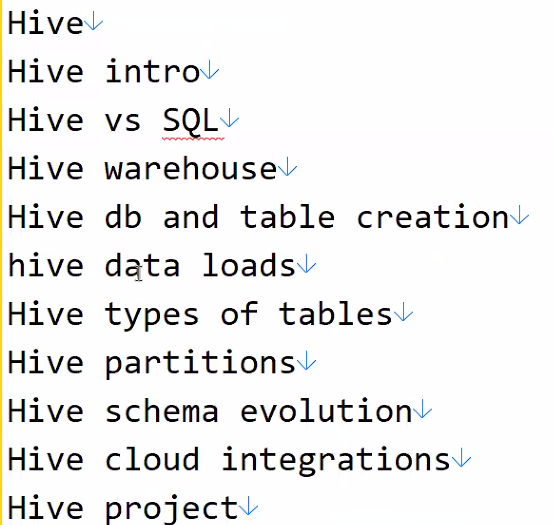 Hive
Hive intro
Hive vs SQL
Hive warehouse
Hive db and table creation
hive data loads
Hive types of tables
Hive partitions
Hive schema evolution
Hive cloud integrations
Hive project